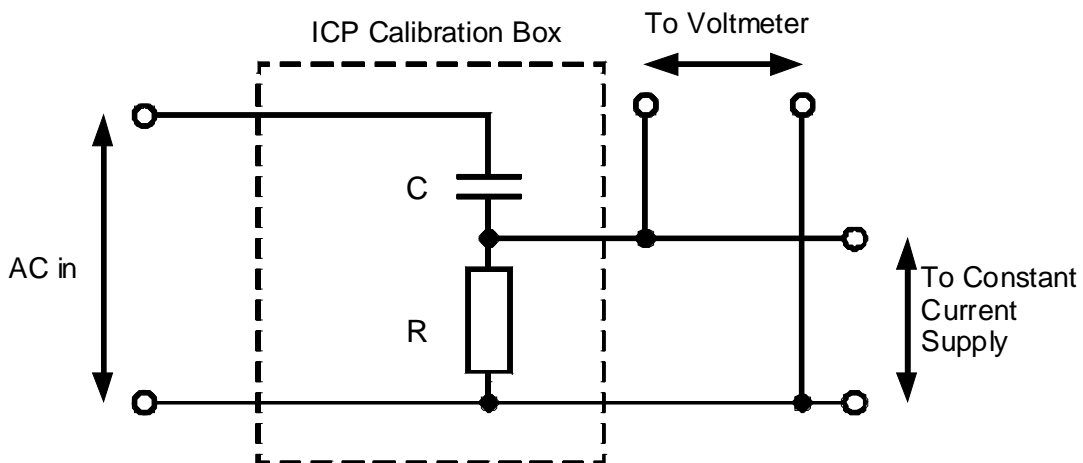 To Voltmeter
ICP Calibration Box
C
AC in
R
To Constant
Current
Supply